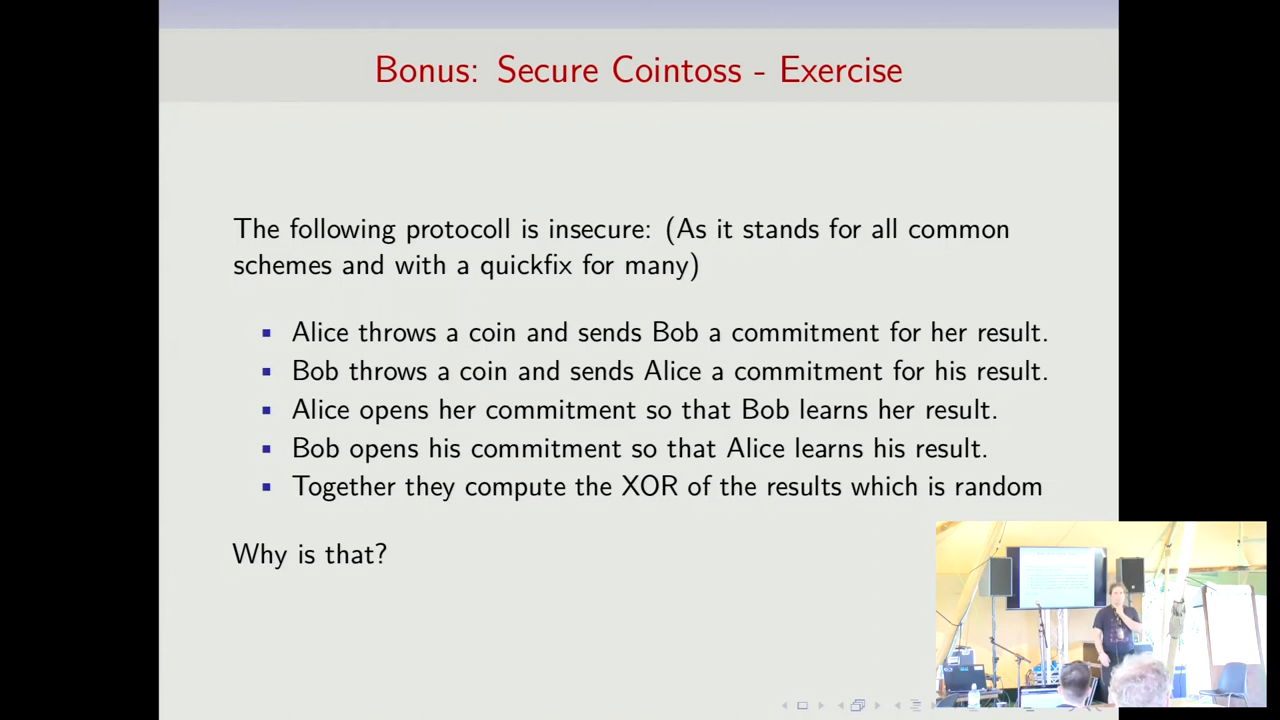 Bonus: Secure Cointoss - Exercise
The following protocoll is insecure: (As it stands for all common
schemes and with a quickfix for many)
Alice throws a coin and sends Bob a commitment for her result.
Bob throws a coin and sends Alice a commitment for his result.
Alice opens her commitment so that Bob learns her result.
Bob opens his commitment so that Alice learns his result.
Together they compute the XOR of the results which is random
Why is that?